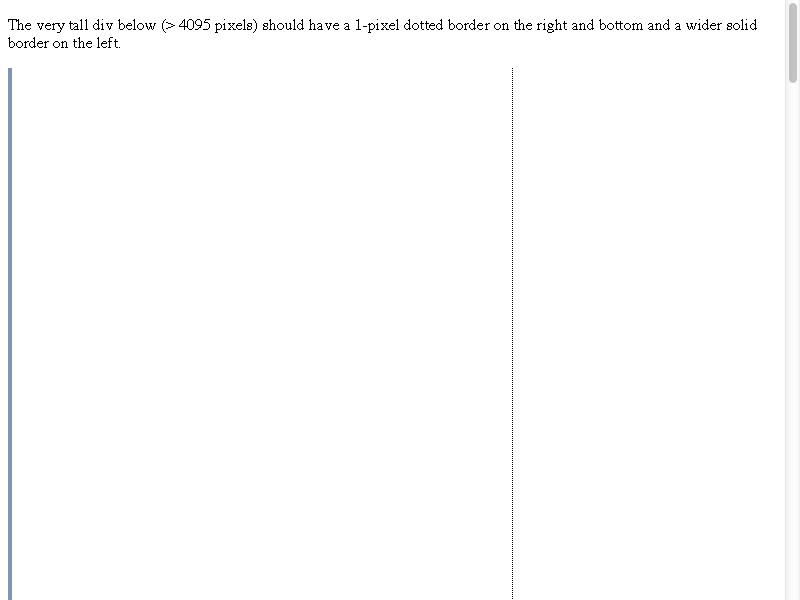 The very tall div below (> 4095 pixels) should have a 1-pixel dotted border on the right and bottom and a wider solid
border on the left.